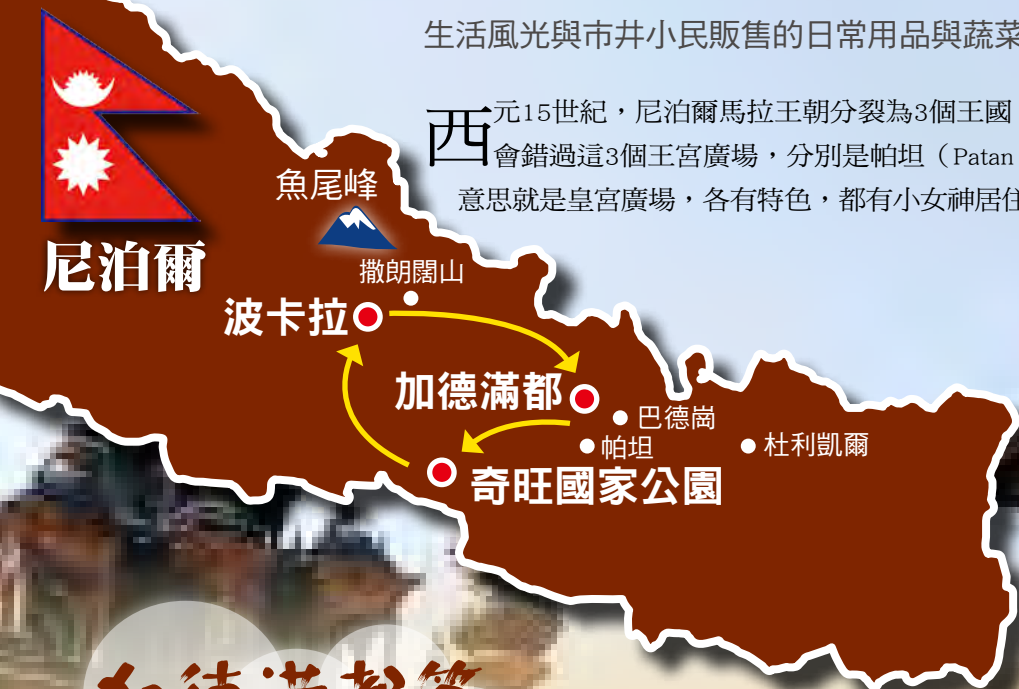 生活風光與市井小民販售的日常用品與蔬菜
西元15世紀，尼泊爾馬拉王朝分裂為3個王國
會錯過這3個王宮廣場，分別是帕坦（Patan
意思就是皇宮廣場，各有特色，都有小女神居住
尼泊爾
魚尾峰
撒朗闊山
波卡拉
加德滿都
巴德崗
帕坦
杜利凱爾
奇旺國家公園